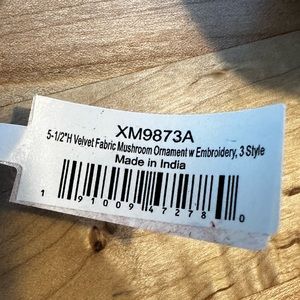 XM9873A
5-1/2"H Velvet Fabric Mushroom Ornament w Embroidery, 3 Style
Made in India
1 91009 47278 0